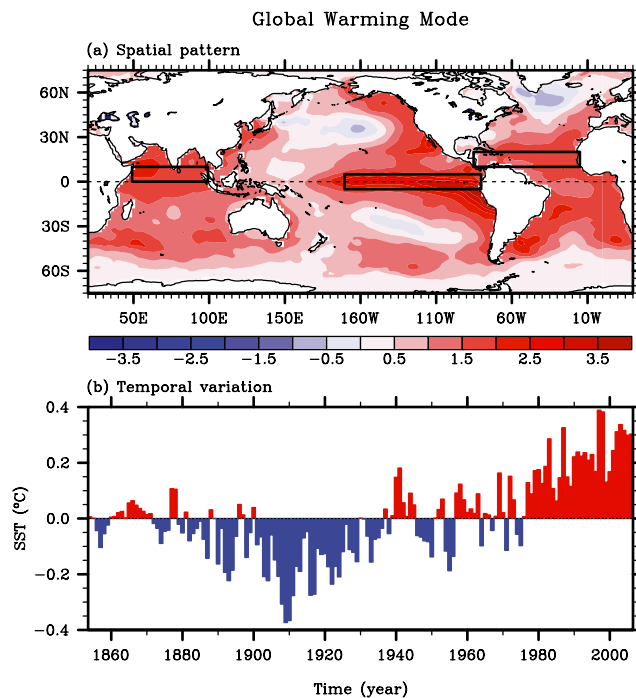 Global Warming Mode
(a) Spatial pattern
60N
30N
0
30S
60S
50E 100E 150E 160W 110W 60W 10W
−3.5 −2.5 −1.5 −0.5 0.5 1.5 2.5 3.5
(b) Temporal variation
0.4
0.2
0.0
−0.2
−0.4
SST (°C)
1860 1880 1900 1920 1940 1960 1980 2000
Time (year)